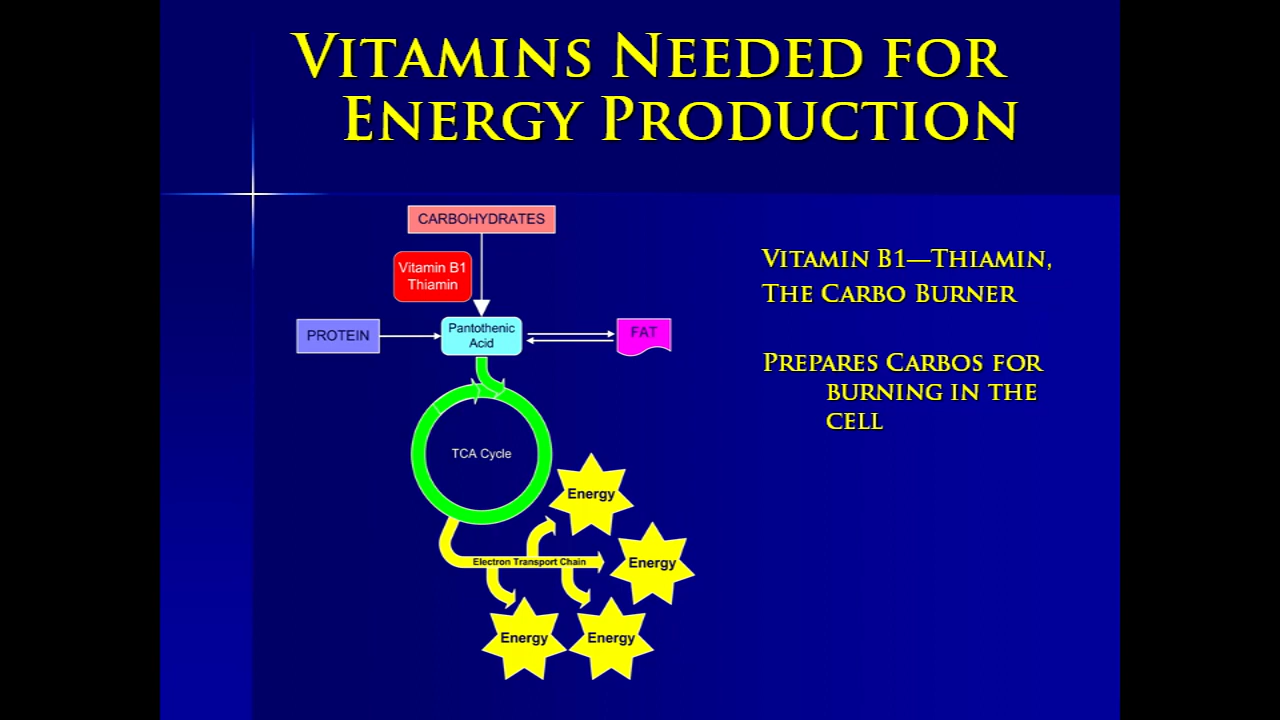 VITAMINS NEEDED FOR
ENERGY PRODUCTION
CARBOHYDRATES
Vitamin B1
Thiamin
PROTEIN
Pantothenic
Acid
FAT
TCA Cycle
Energy
Electron Transport Chain
Energy
Energy
Energy
VITAMIN B1—THIAMIN,
THE CARBO BURNER
PREPARES CARBOS FOR
BURNING IN THE
CELL